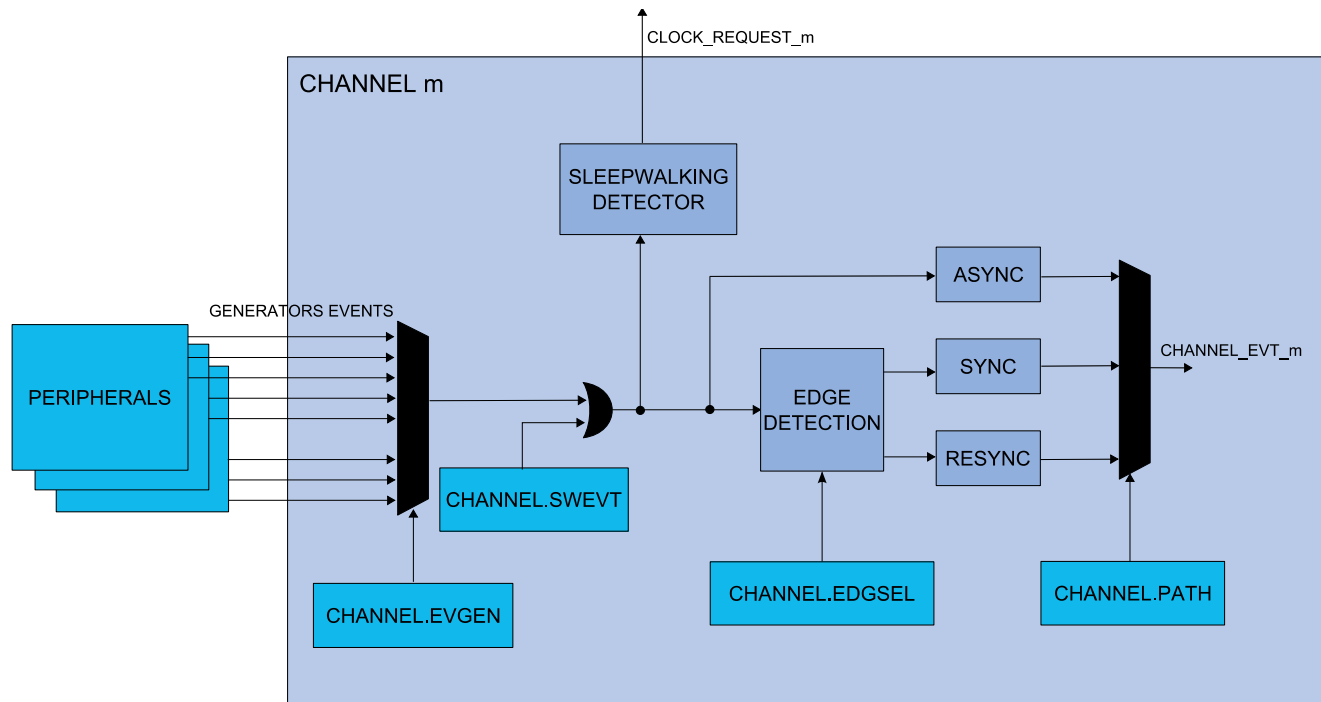 CLOCK_REQUEST_m
CHANNEL m
SLEEPWALKING
DETECTOR
ASYNC
GENERATORS EVENTS
PERIPHERALS
EDGE
DETECTION
SYNC
CHANNEL_EVT_m
RESYNC
CHANNEL.SWEVT
CHANNEL.EVGEN
CHANNEL.EDGSEL
CHANNEL.PATH